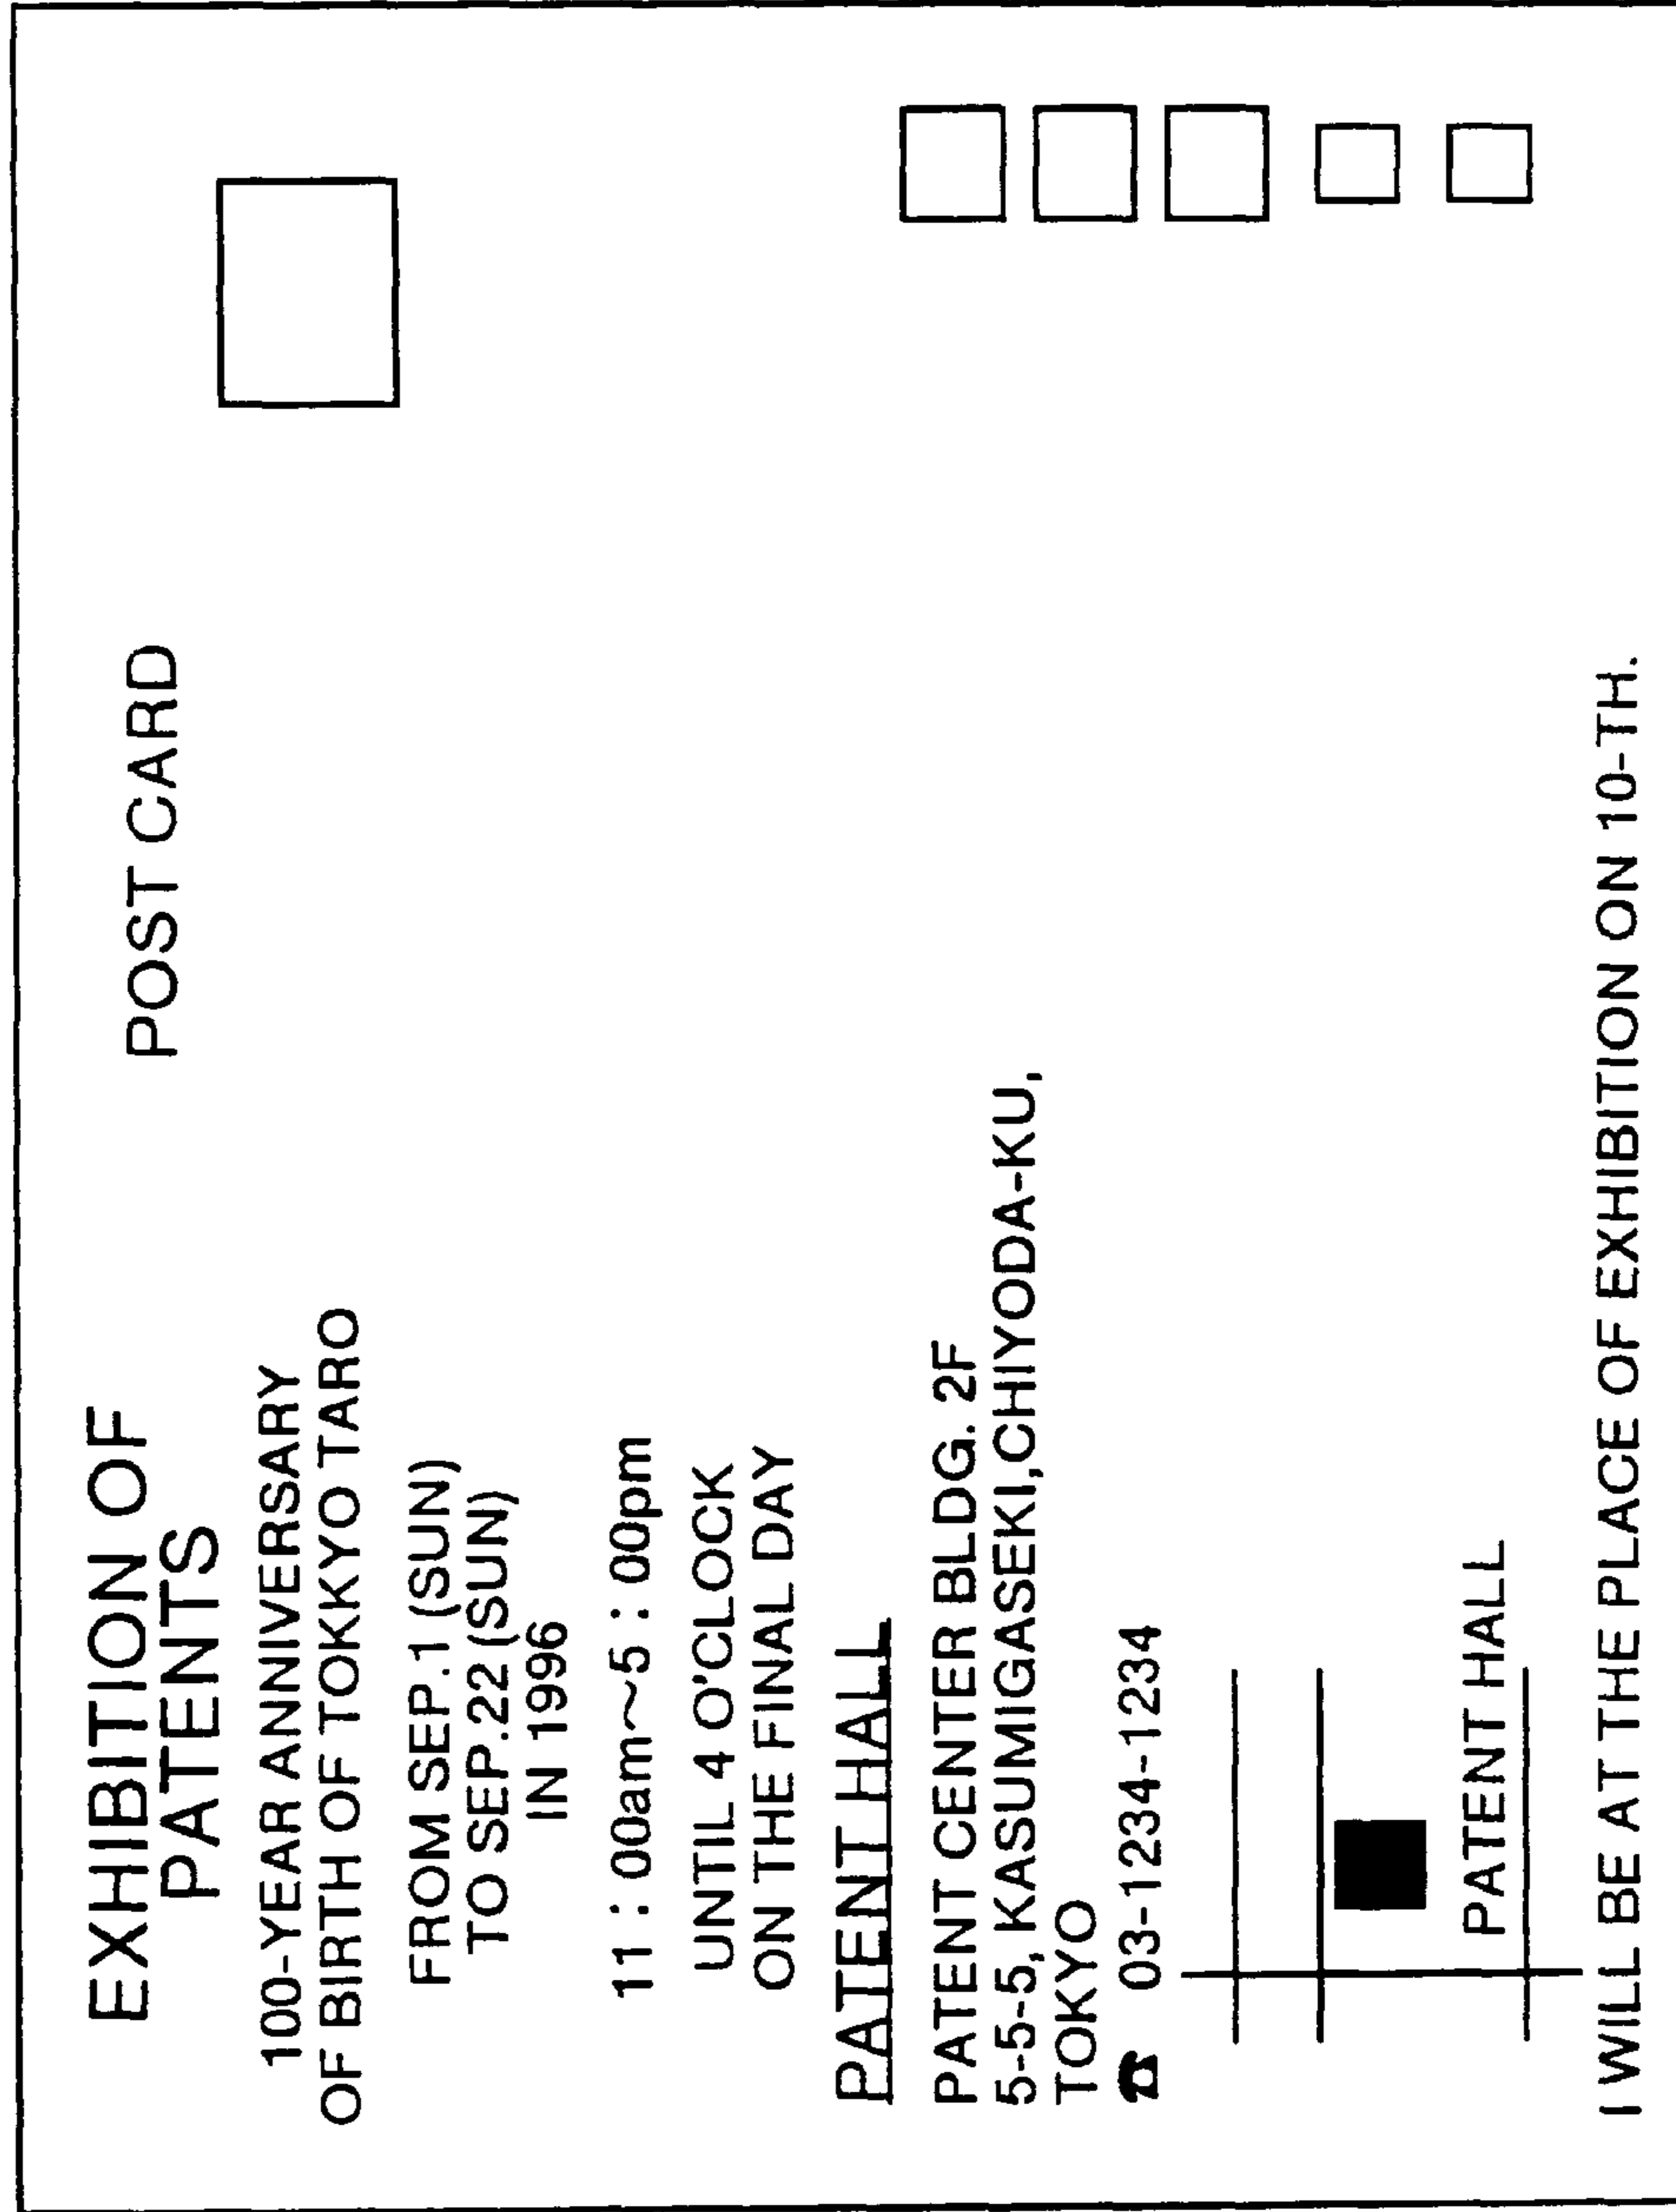 EXHIBITION OF
PATENTS
POST CARD
100-YEAR ANNIVERSARY
OF BIRTH OF TOKKYO TARO
FROM SEP.1 (SUN)
TO SEP.22 (SUN)
IN 1996
11 : 00am~5 : 00pm
UNTIL 4 O'CLOCK
ON THE FINAL DAY
PATENT HALL
PATENT CENTER BLDG. 2F
5-5-5, KASUMIGASEKI,CHIYODA-KU,
TOKYO
☎ 03-1234-1234
PATENT HALL
I WILL BE AT THE PLACE OF EXHIBITION ON 10-TH.